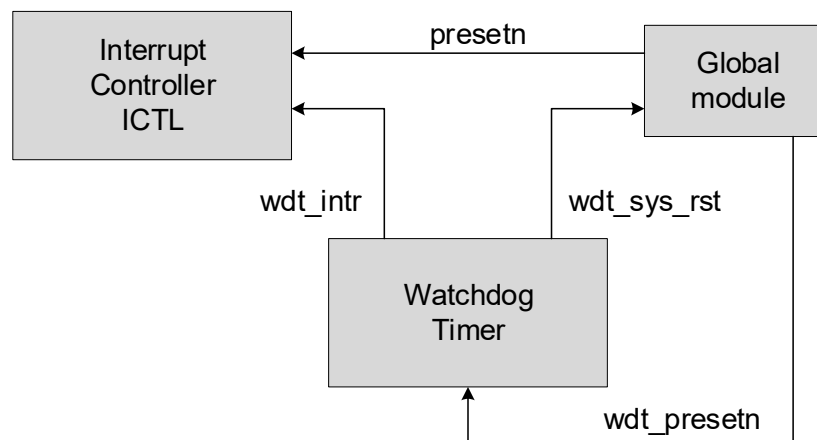 Interrupt
Controller
ICTL
presetn
Global
module
wdt_intr
wdt_sys_rst
Watchdog
Timer
wdt_presetn